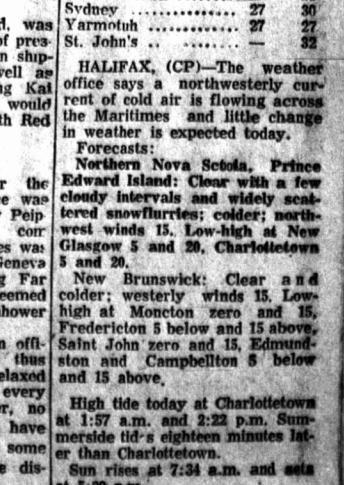 Sydney ............ 27 30
Yarmotuh ........... 27 27
St. John's .. ........ — 32
HALIFAX, (CP)—The weather
office says a northwesterly cur-
rent of cold air is flowing across
the Maritimes and little change
in weather is expected today.
Forecasts:
Northern Nova Sctoia, Prince
Edward Island: Clear with a few
cloudy intervals and widely scat-
tered snowflurries; colder; north-
west winds 15. Low-high at New
Glasgow 5 and 20, Charlottetown
5 and 20.
New Brunswick: Clear and
colder; westerly winds 15. Low-
high at Moncton zero and 15,
Fredericton 5 below and 15 above,
Saint John zero and 15, Edmund-
ston and Campbellton 5 below
and 15 above.
High tide today at Charlottetown
at 1:57 a.m. and 2:22 p.m. Sum-
merside tid's eighteen minutes lat-
er than Charlottetown.
Sun rises at 7:34 a.m. and sets